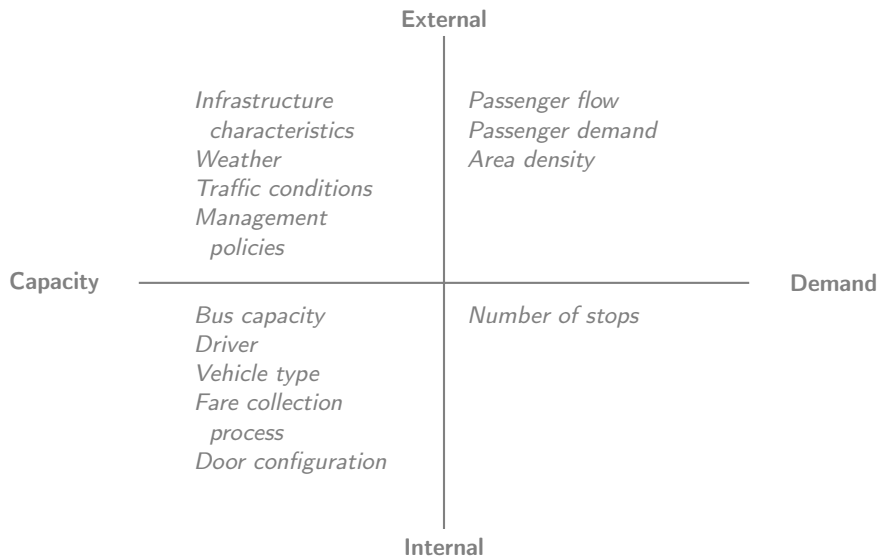 External
Infrastructure
characteristics
Weather
Traffic conditions
Management
policies
Passenger flow
Passenger demand
Area density
Capacity
Demand
Bus capacity
Driver
Vehicle type
Fare collection
process
Door configuration
Number of stops
Internal